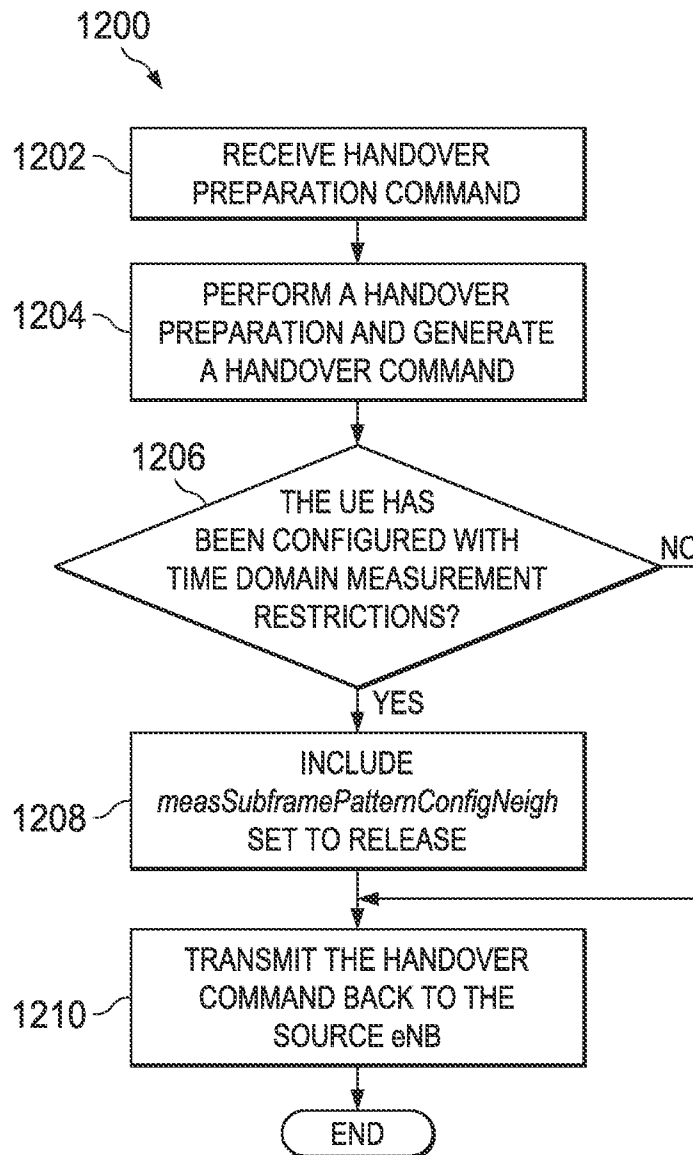 1200
1202
RECEIVE HANDOVER
PREPARATION COMMAND
1204
PERFORM A HANDOVER
PREPARATION AND GENERATE
A HANDOVER COMMAND
1206
THE UE HAS
BEEN CONFIGURED WITH
TIME DOMAIN MEASUREMENT
RESTRICTIONS?
NO
YES
1208
INCLUDE
measSubframePatternConfigNeigh
SET TO RELEASE
1210
TRANSMIT THE HANDOVER
COMMAND BACK TO THE
SOURCE eNB
END